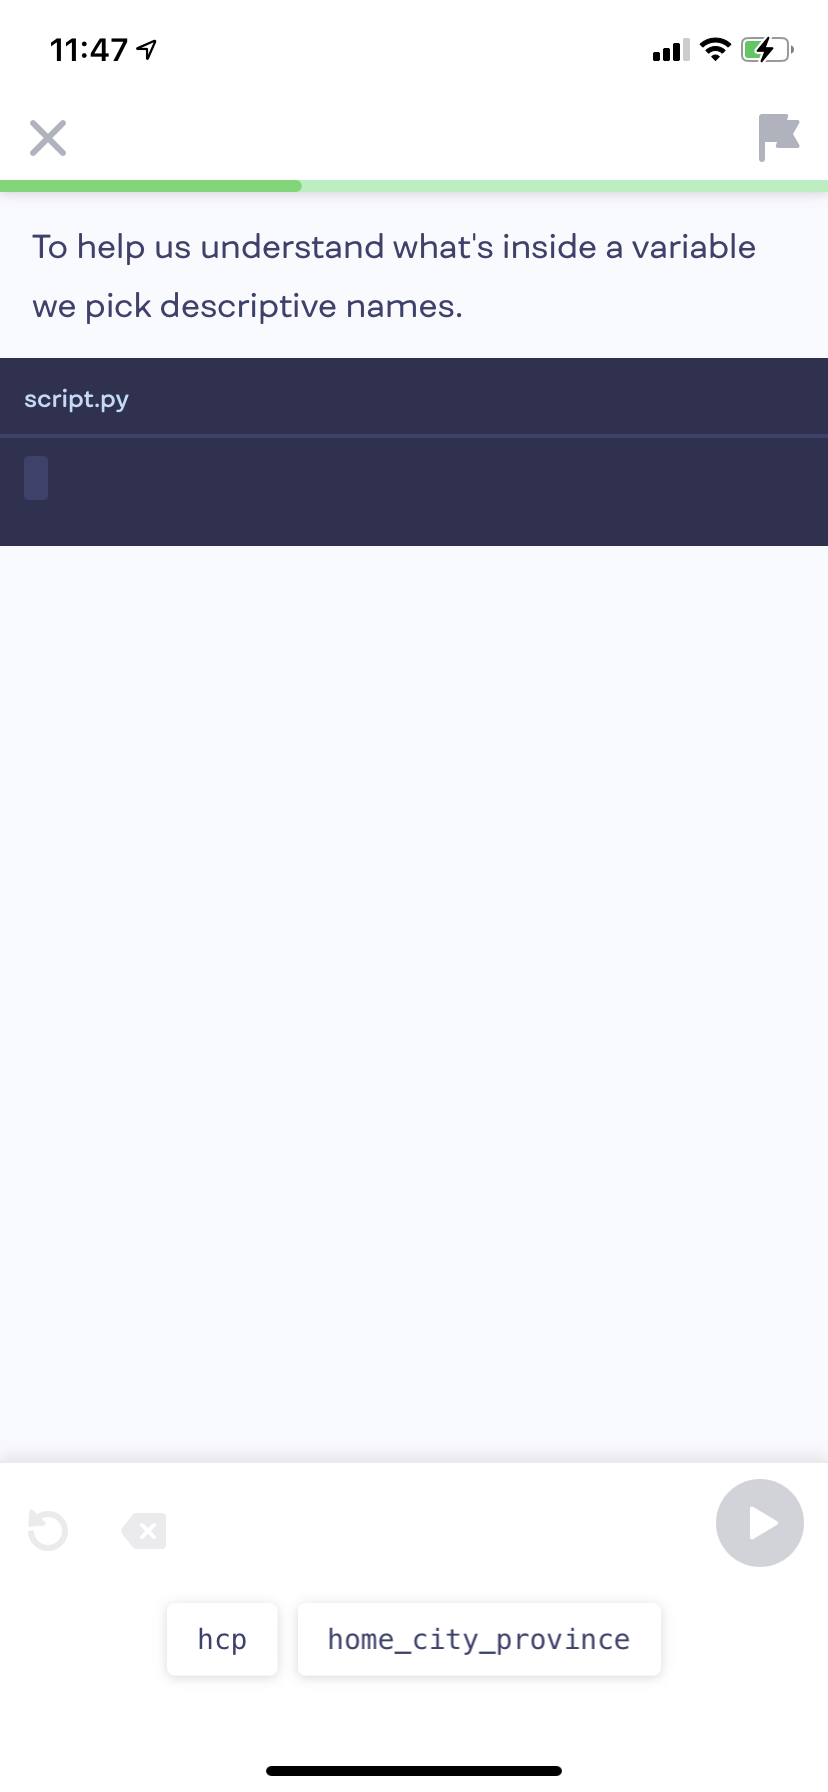 11:47
To help us understand what's inside a variable
we pick descriptive names.
script.py
hcp home_city_province